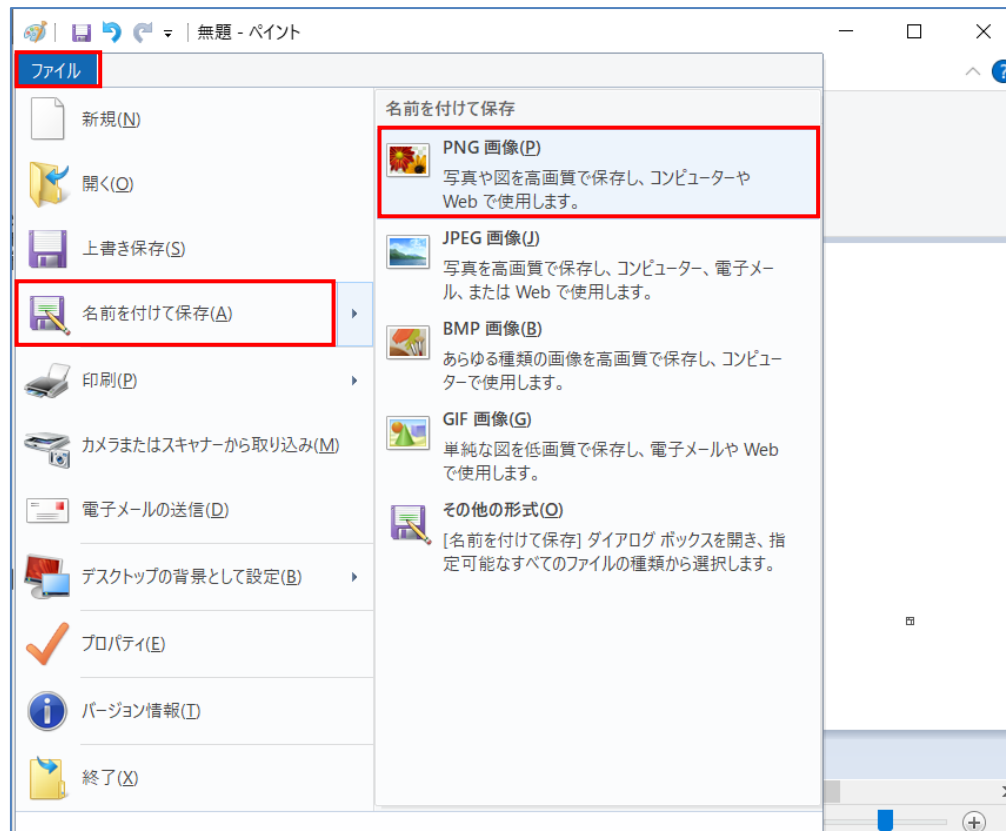 無題 - ペイント
ファイル
新規(N)
開く(O)
上書き保存(S)
名前を付けて保存(A)
印刷(P)
カメラまたはスキャナーから取り込み(M)
電子メールの送信(D)
デスクトップの背景として設定(B)
プロパティ(E)
バージョン情報(T)
終了(X)
名前を付けて保存
PNG 画像(P)
写真や図を高画質で保存し、コンピューターや
Web で使用します。
JPEG 画像(J)
写真を高画質で保存し、コンピューター、電子メー
ル、または Web で使用します。
BMP 画像(B)
あらゆる種類の画像を高画質で保存し、コンピュー
ターで使用します。
GIF 画像(G)
単純な図を低画質で保存し、電子メールや Web
で使用します。
その他の形式(O)
[名前を付けて保存] ダイアログ ボックスを開き、指
定可能なすべてのファイルの種類から選択します。